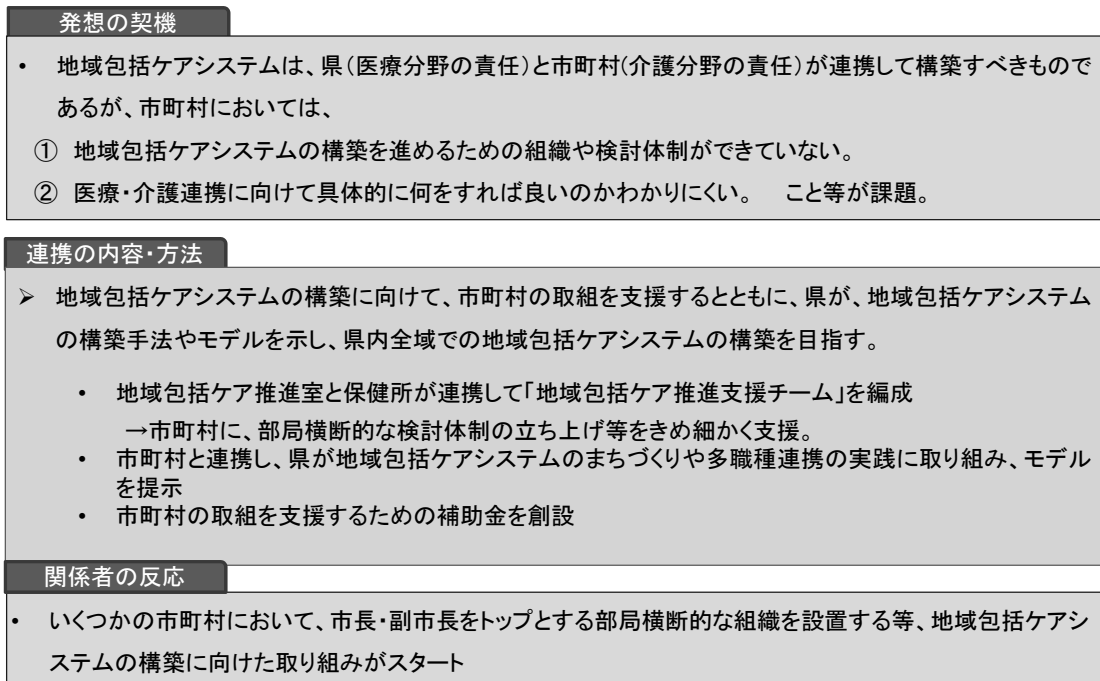 発想の契機
• 地域包括ケアシステムは、県(医療分野の責任)と市町村(介護分野の責任)が連携して構築すべきもので
あるが、市町村においては、
① 地域包括ケアシステムの構築を進めるための組織や検討体制ができていない。
② 医療・介護連携に向けて具体的に何をすれば良いのかわかりにくい。 こと等が課題。
連携の内容・方法
➢ 地域包括ケアシステムの構築に向けて、市町村の取組を支援するとともに、県が、地域包括ケアシステム
の構築手法やモデルを示し、県内全域での地域包括ケアシステムの構築を目指す。
• 地域包括ケア推進室と保健所が連携して「地域包括ケア推進支援チーム」を編成
→市町村に、部局横断的な検討体制の立ち上げ等をきめ細かく支援。
• 市町村と連携し、県が地域包括ケアシステムのまちづくりや多職種連携の実践に取り組み、モデル
を提示
• 市町村の取組を支援するための補助金を創設
関係者の反応
• いくつかの市町村において、市長・副市長をトップとする部局横断的な組織を設置する等、地域包括ケアシ
ステムの構築に向けた取り組みがスタート